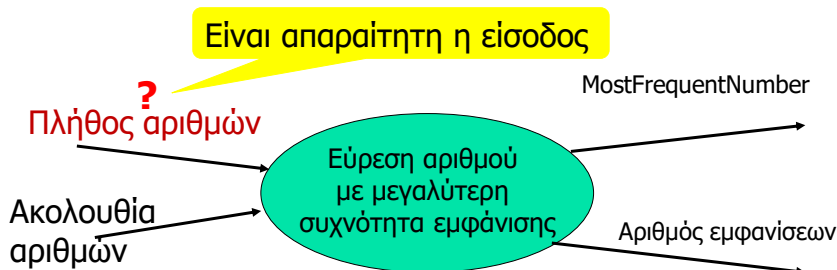 Είναι απαραίτητη η είσοδος
?
Πλήθος αριθμών
MostFrequentNumber
Εύρεση αριθμού
με μεγαλύτερη
συχνότητα εμφάνισης
Ακολουθία
αριθμών
Αριθμός εμφανίσεων